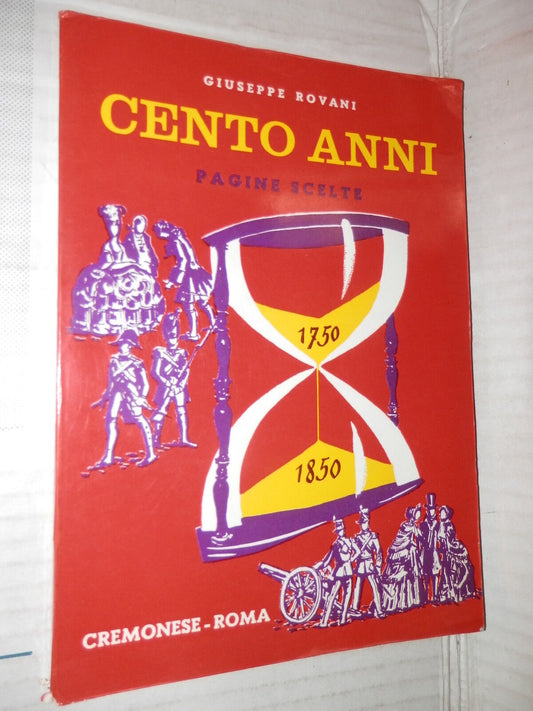 GIUSEPPE ROVANI
CENTO ANNI
PAGINE SCELTE
1750
1850
CREMONESE - ROMA